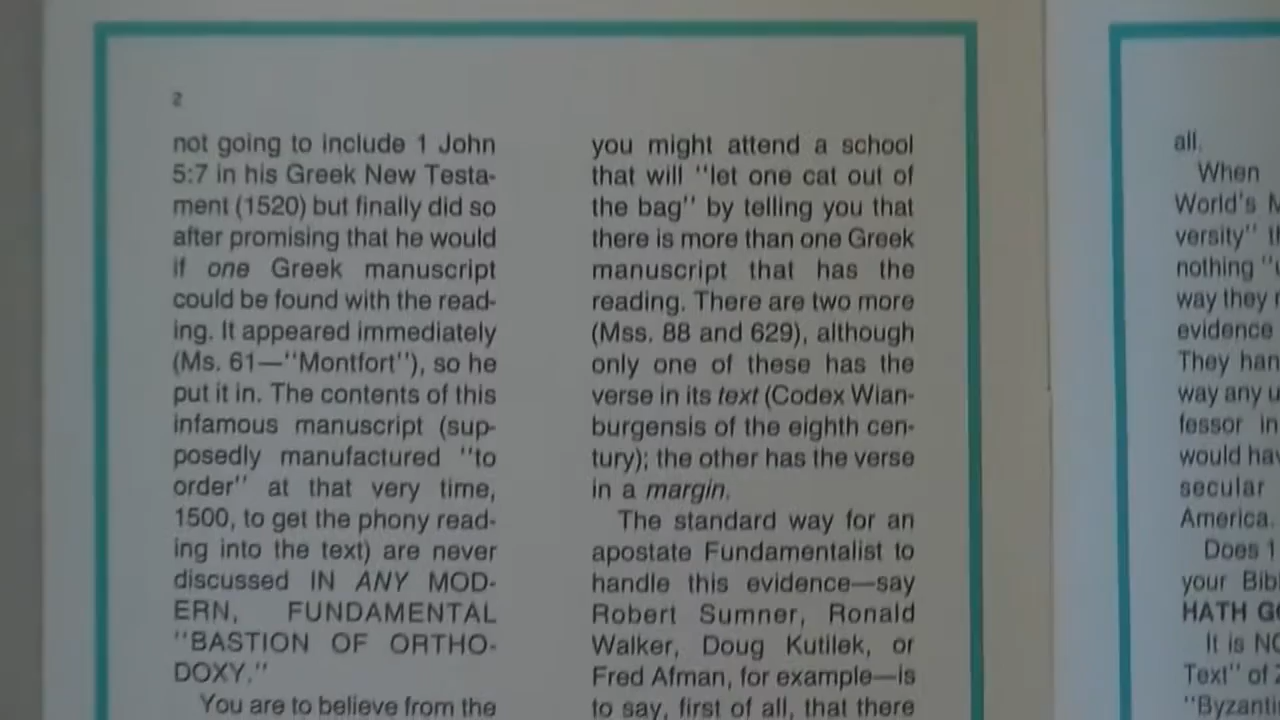 2
not going to include 1 John
5:7 in his Greek New Testa-
ment (1520) but finally did so
after promising that he would
if one Greek manuscript
could be found with the read-
ing. It appeared immediately
(Ms. 61—"Montfort"), so he
put it in. The contents of this
infamous manuscript (sup-
posedly manufactured "to
order" at that very time,
1500, to get the phony read-
ing into the text) are never
discussed IN ANY MOD-
ERN, FUNDAMENTAL
"BASTION OF ORTHO-
DOXY."
You are to believe from the
you might attend a school
that will "let one cat out of
the bag" by telling you that
there is more than one Greek
manuscript that has the
reading. There are two more
(Mss. 88 and 629), although
only one of these has the
verse in its text (Codex Wian-
burgensis of the eighth cen-
tury); the other has the verse
in a margin.
The standard way for an
apostate Fundamentalist to
handle this evidence—say
Robert Sumner, Ronald
Walker, Doug Kutilek, or
Fred Afman, for example—is
to say, first of all, that there
all.
When
World's
versity"
nothing
way they
evidence
They
way any
fessor in
would
secular
America.
Does
your
HATH
It is
Text" of